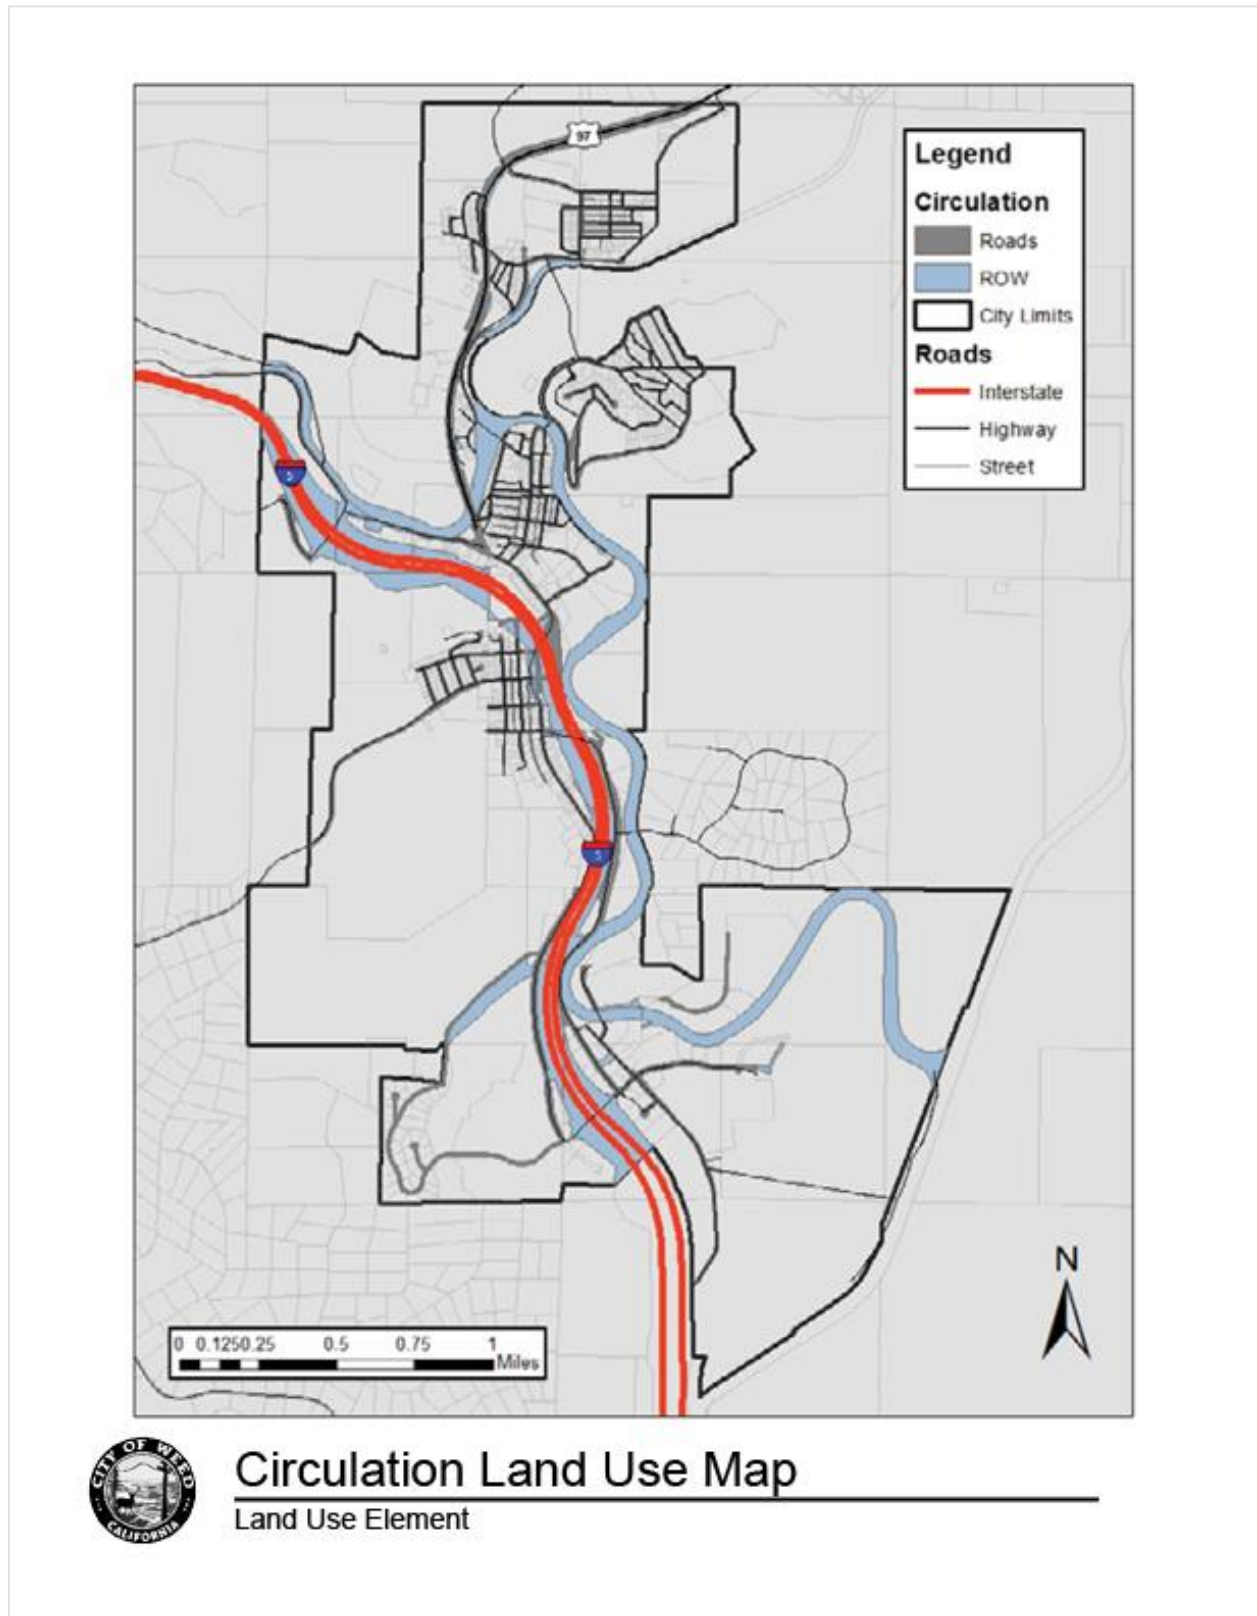 97
Legend
Circulation
Roads
ROW
City Limits
Roads
Interstate
Highway
Street
5
5
N
0 0.1250.25 0.5 0.75 1
Miles
CITY OF WEED
CALIFORNIA
Circulation Land Use Map
Land Use Element